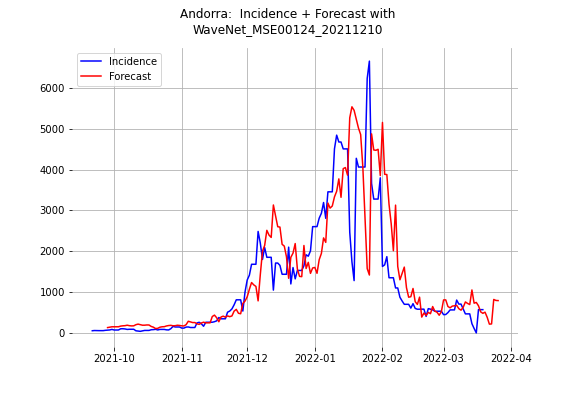 Andorra:  Incidence + Forecast with
WaveNet_MSE00124_20211210
Incidence
Forecast
6000
5000
4000
3000
2000
1000
0
2021-10 2021-11 2021-12 2022-01 2022-02 2022-03 2022-04